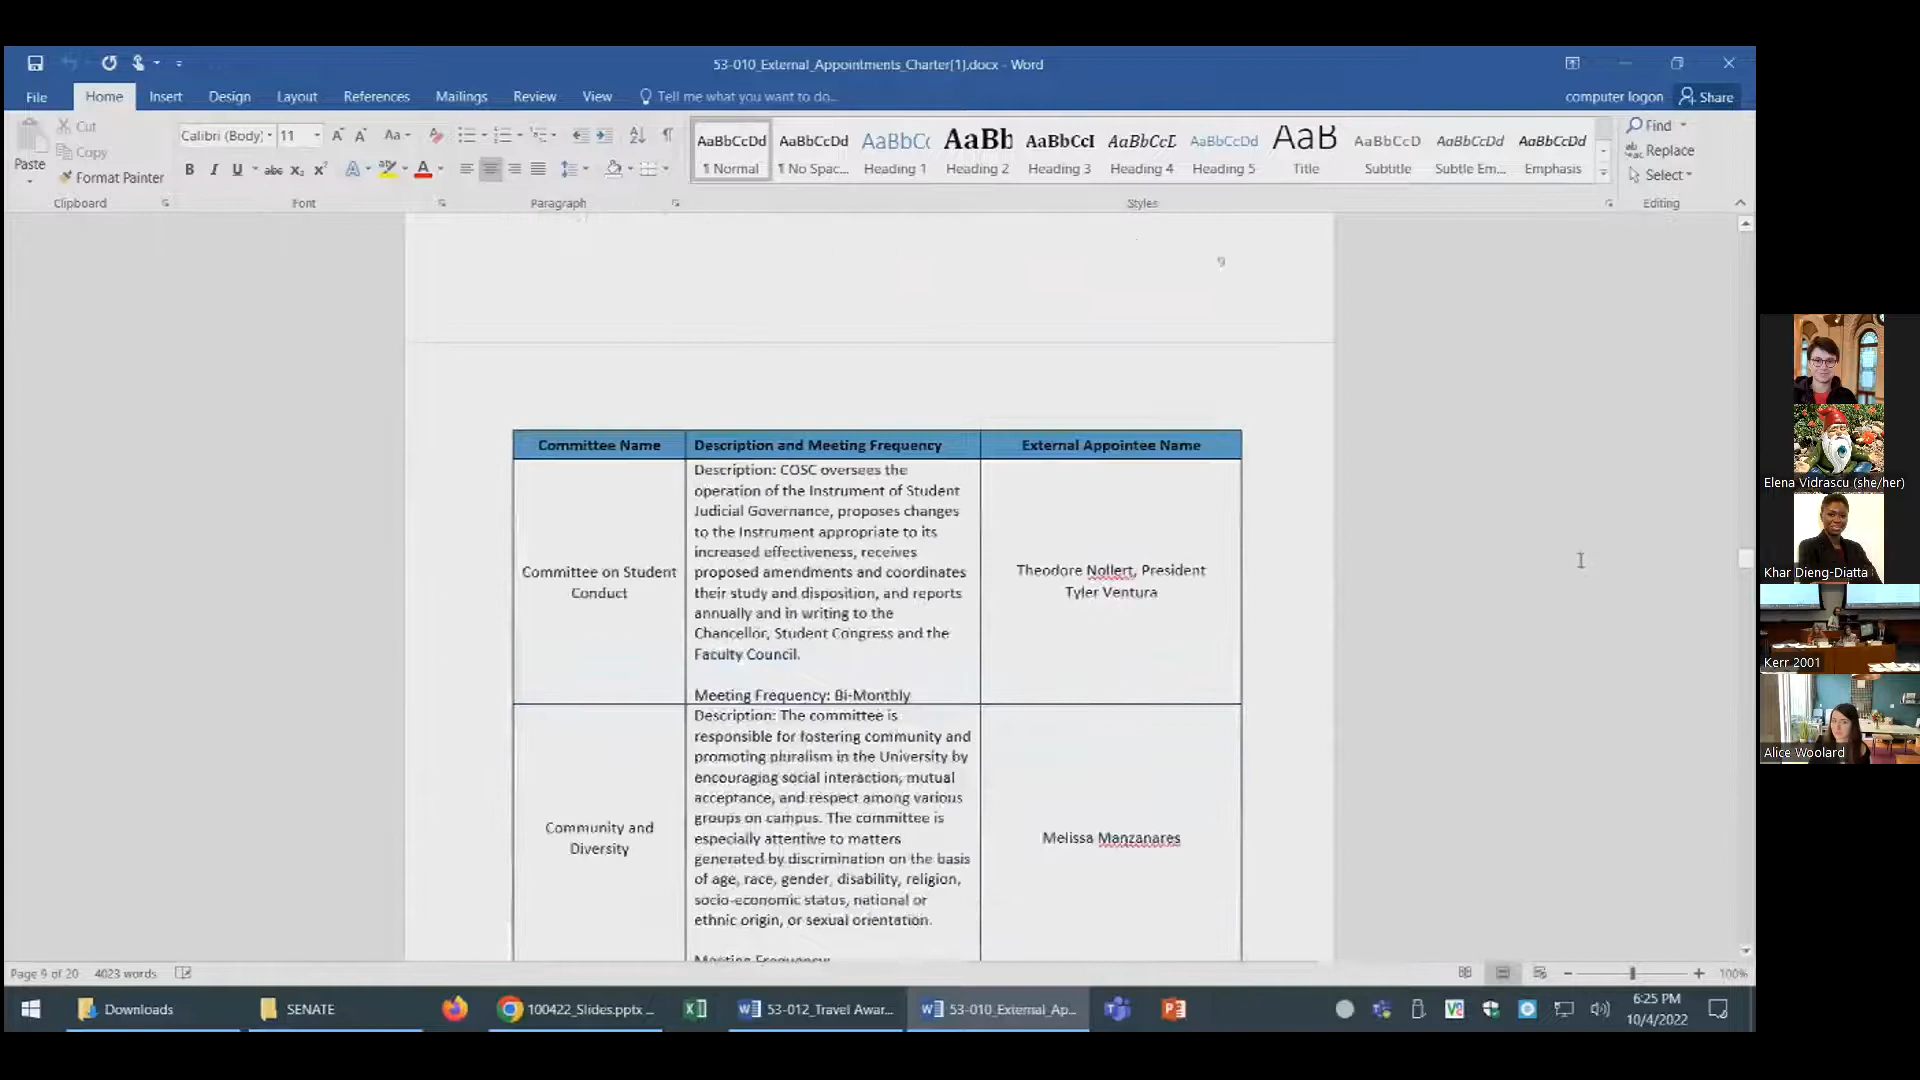 53-010_External_Appointments_Charter[1].docx - Word
File Home Insert Design Layout References Mailings Review View Tell me what you want to do... computer logon Share
Cut
Copy
Paste
Format Painter
Clipboard
Calibri (Body) 11
Font
Paragraph
AaBbCcDd AaBbCcDd AaBbC AaBb AaBbCcI AaBbCcD AaBbCcDd AaB AaBbCcD AaBbCcDd AaBbCcDd
¶ Normal ¶ No Spac... Heading 1 Heading 2 Heading 3 Heading 4 Heading 5 Title Subtitle Subtle Em... Emphasis
Styles
Find
Replace
Select
Editing
9
Committee Name Description and Meeting Frequency External Appointee Name
Committee on Student
Conduct
Description: COSC oversees the
operation of the Instrument of Student
Judicial Governance, proposes changes
to the Instrument appropriate to its
increased effectiveness, receives
proposed amendments and coordinates
their study and disposition, and reports
annually and in writing to the
Chancellor, Student Congress and the
Faculty Council.
Meeting Frequency: Bi-Monthly
Theodore Nollert, President
Tyler Ventura
Community and
Diversity
Description: The committee is
responsible for fostering community and
promoting pluralism in the University by
encouraging social interaction, mutual
acceptance, and respect among various
groups on campus. The committee is
especially attentive to matters
generated by discrimination on the basis
of age, race, gender, disability, religion,
socio-economic status, national or
ethnic origin, or sexual orientation.
Meeting Frequency:
Melissa Manzanares
Page 9 of 20 4023 words 100%
Downloads SENATE 100422_Slides.pptx ... 53-012_Travel Awar... 53-010_External_Ap...
6:25 PM
10/4/2022
Elena Vidrascu (she/her)
Khar Dieng-Diatta
Kerr 2001
Alice Woolard